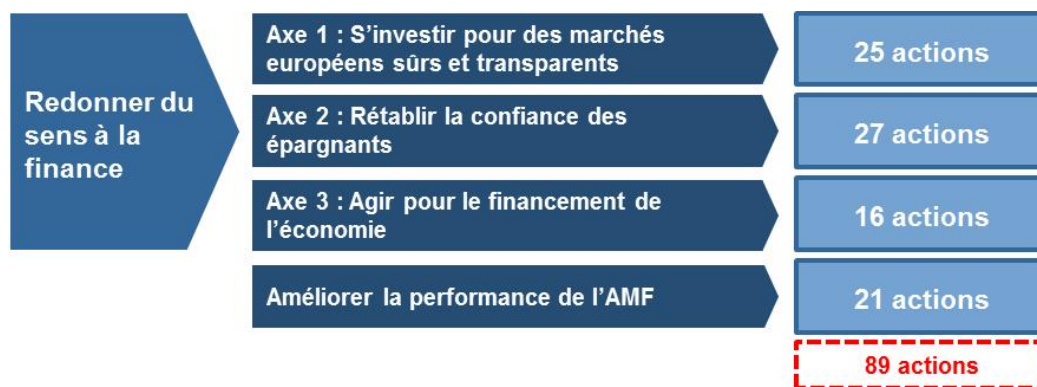 Redonner du
sens à la
finance
Axe 1 : S’investir pour des marchés
européens sûrs et transparents
25 actions
Axe 2 : Rétablir la confiance des
épargnants
27 actions
Axe 3 : Agir pour le financement de
l’économie
16 actions
Améliorer la performance de l’AMF
21 actions
89 actions